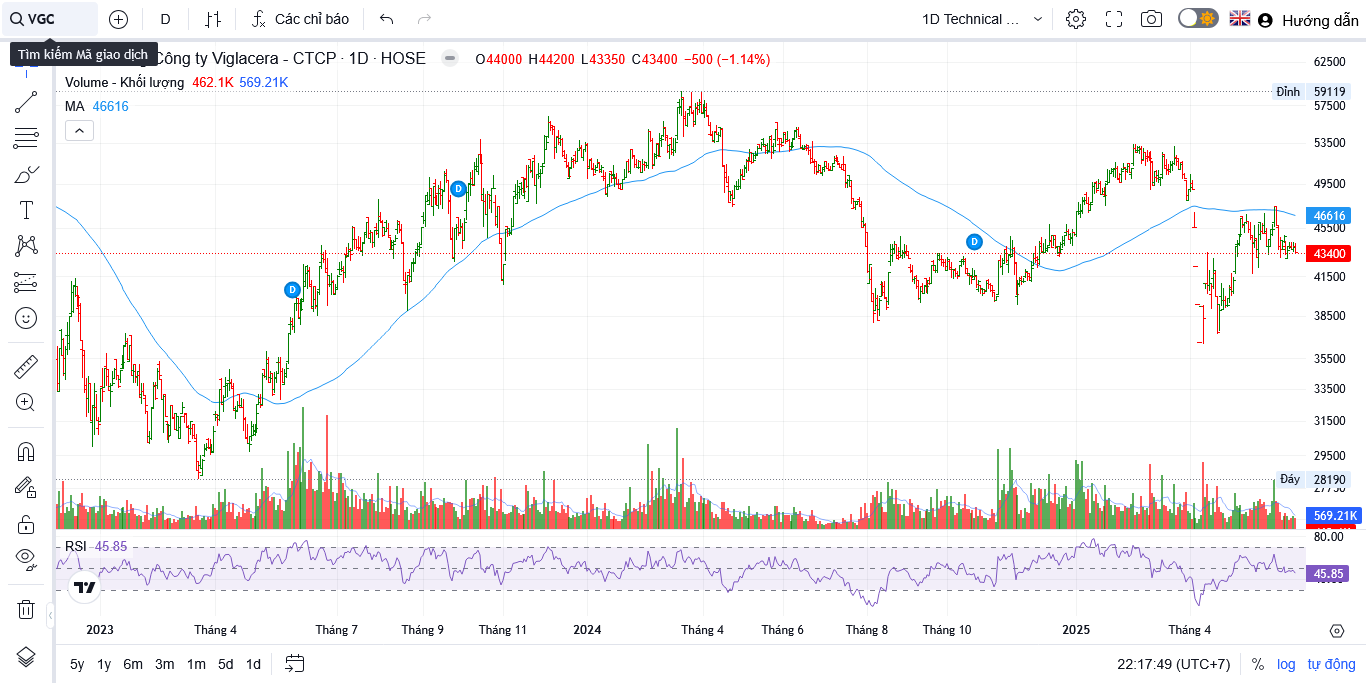 VGC
D
Các chỉ báo
1D Technical ...
Hướng dẫn
Tìm kiếm Mã giao dịch
Công ty Viglacera - CTCP · 1D · HOSE
O44000 H44200 L43350 C43400 −500 (−1.14%)
Volume - Khối lượng 462.1K 569.21K
MA 46616
62500
Đỉnh 59119
57500
53500
49500
46616
45500
43400
41500
38500
35500
33500
31500
29500
Đáy 28190
569.21K
80.00
RSI 45.85
45.85
D
D
D
2023
Tháng 4
Tháng 7
Tháng 9
Tháng 11
2024
Tháng 4
Tháng 6
Tháng 8
Tháng 10
2025
Tháng 4
5y 1y 6m 3m 1m 5d 1d
22:17:49 (UTC+7)
% log tự động